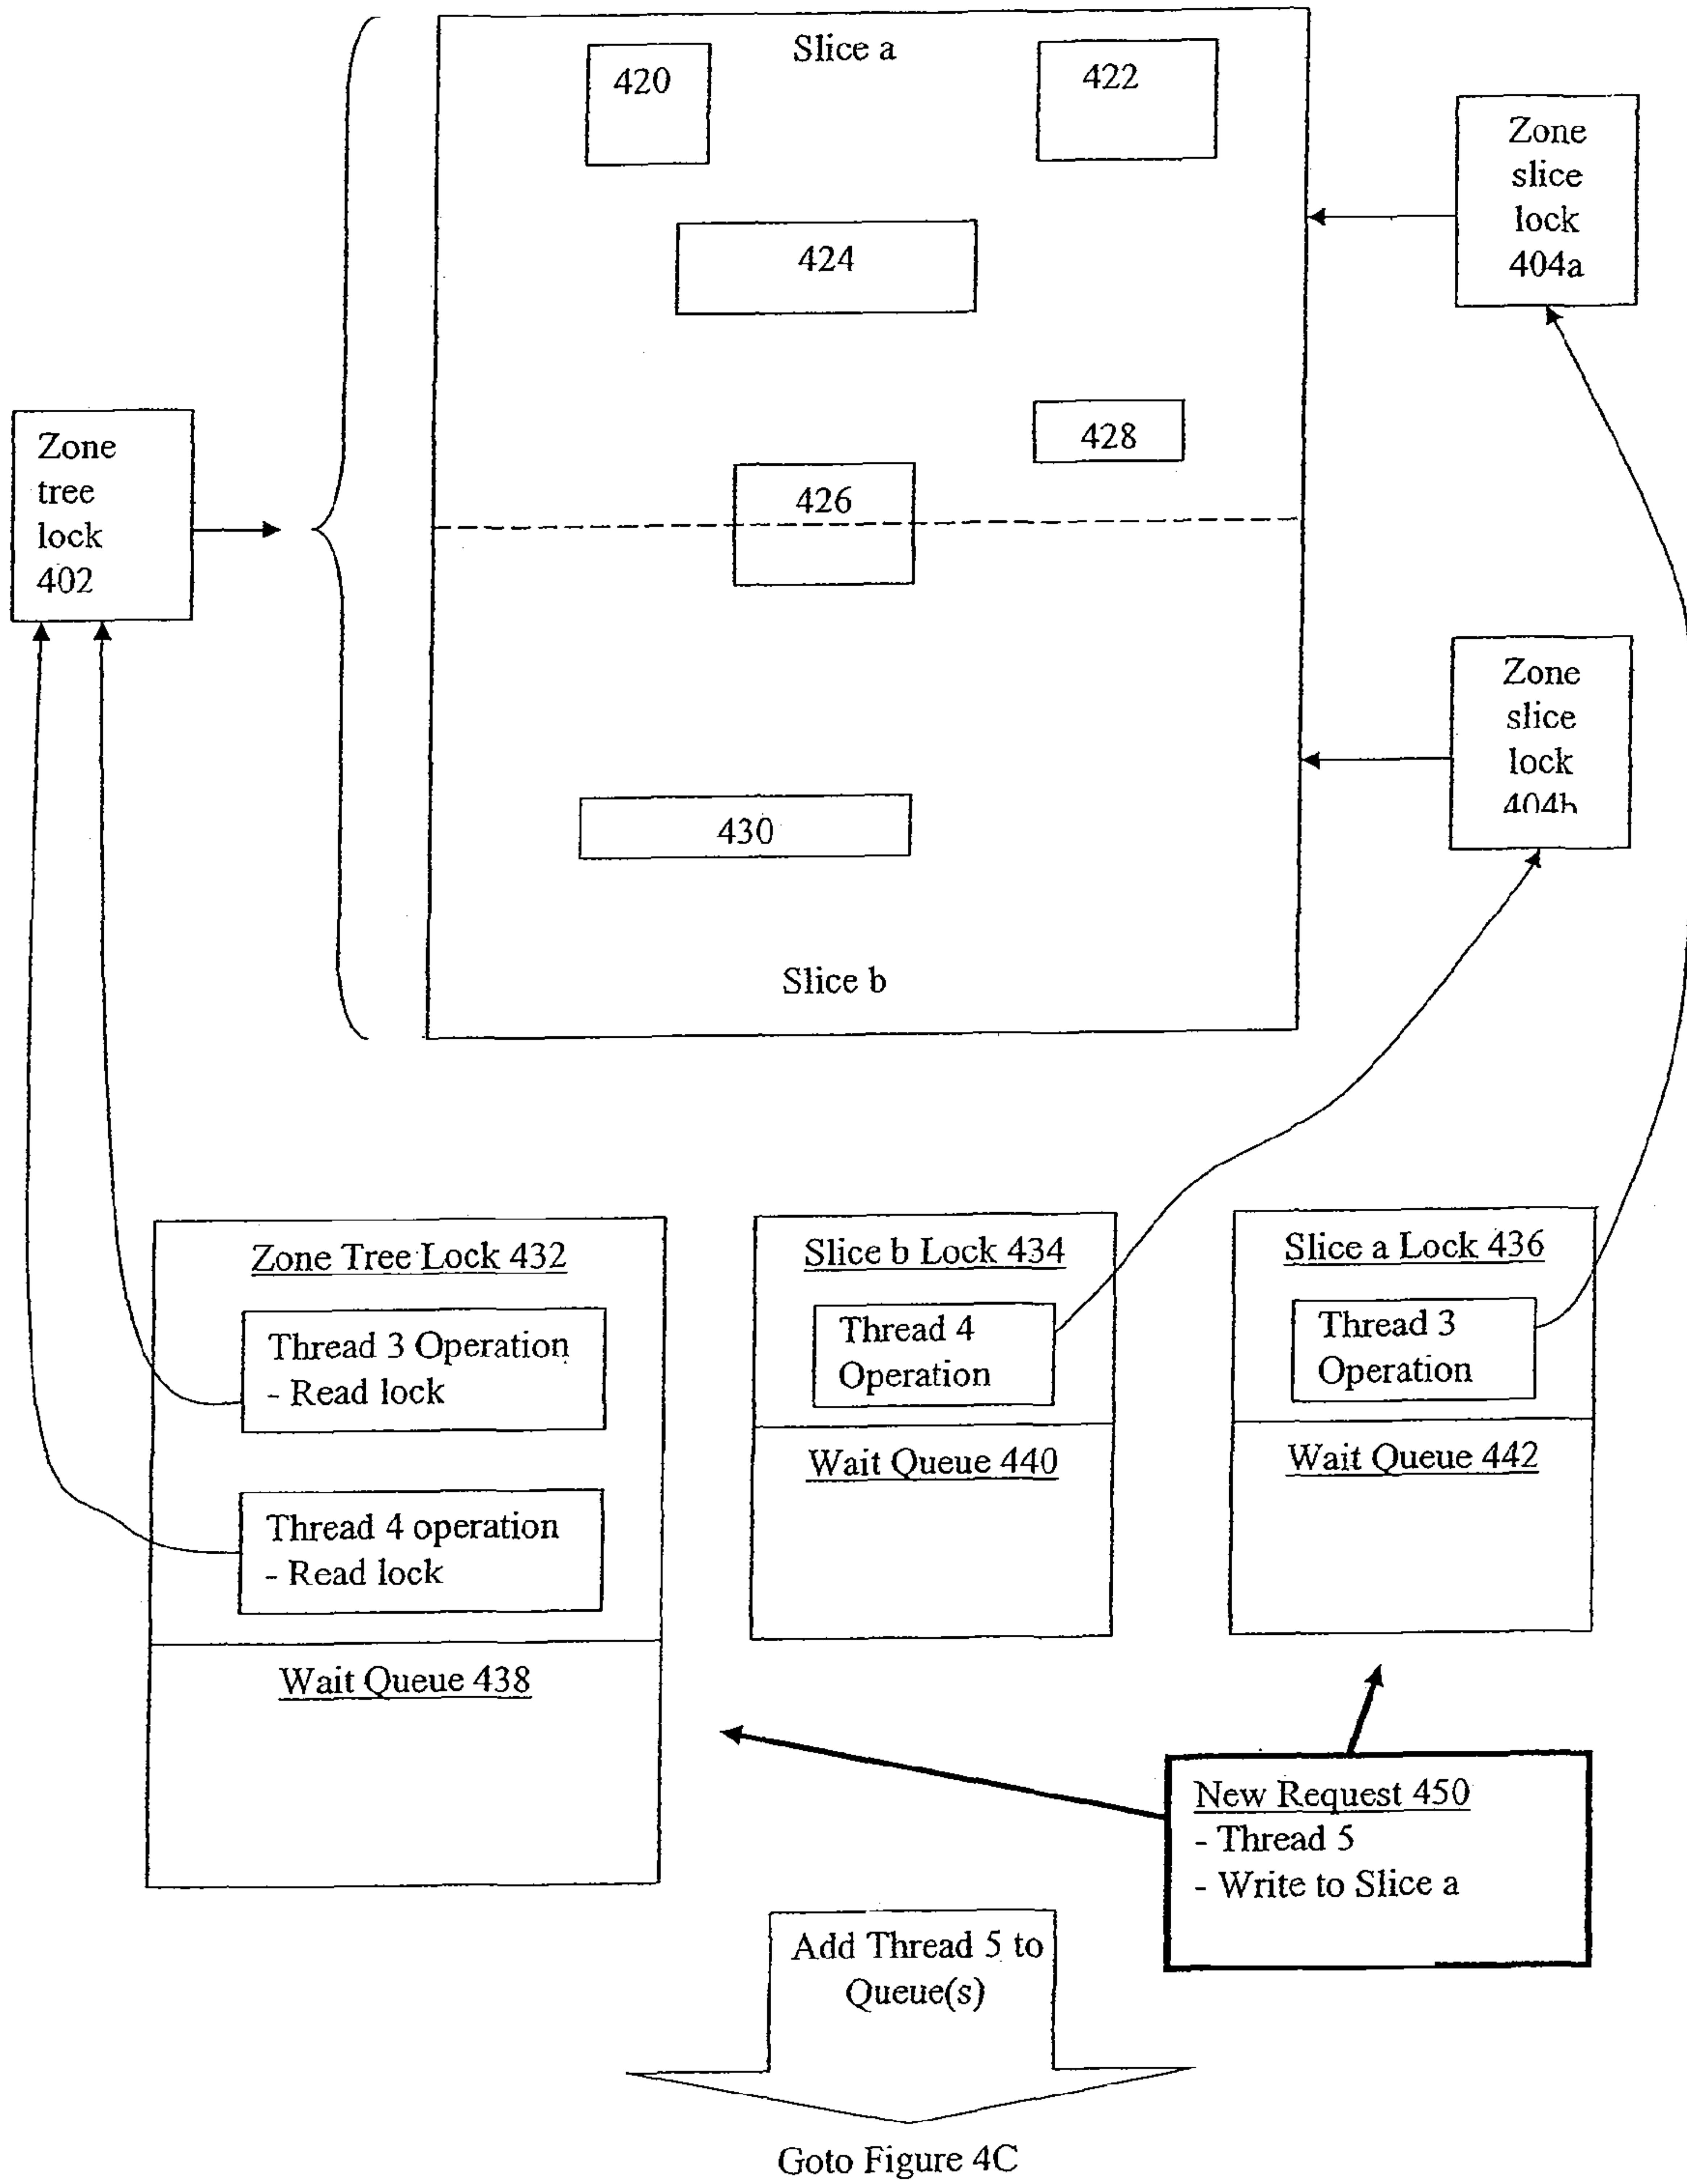 Slice a
420
422
Zone
slice
lock
404a
424
428
Zone
tree
lock
402
426
Zone
slice
lock
404b
430
Slice b
Zone Tree Lock 432
Thread 3 Operation
- Read lock
Thread 4 operation
- Read lock
Wait Queue 438
Slice b Lock 434
Thread 4
Operation
Wait Queue 440
Slice a Lock 436
Thread 3
Operation
Wait Queue 442
New Request 450
- Thread 5
- Write to Slice a
Add Thread 5 to
Queue(s)
Goto Figure 4C